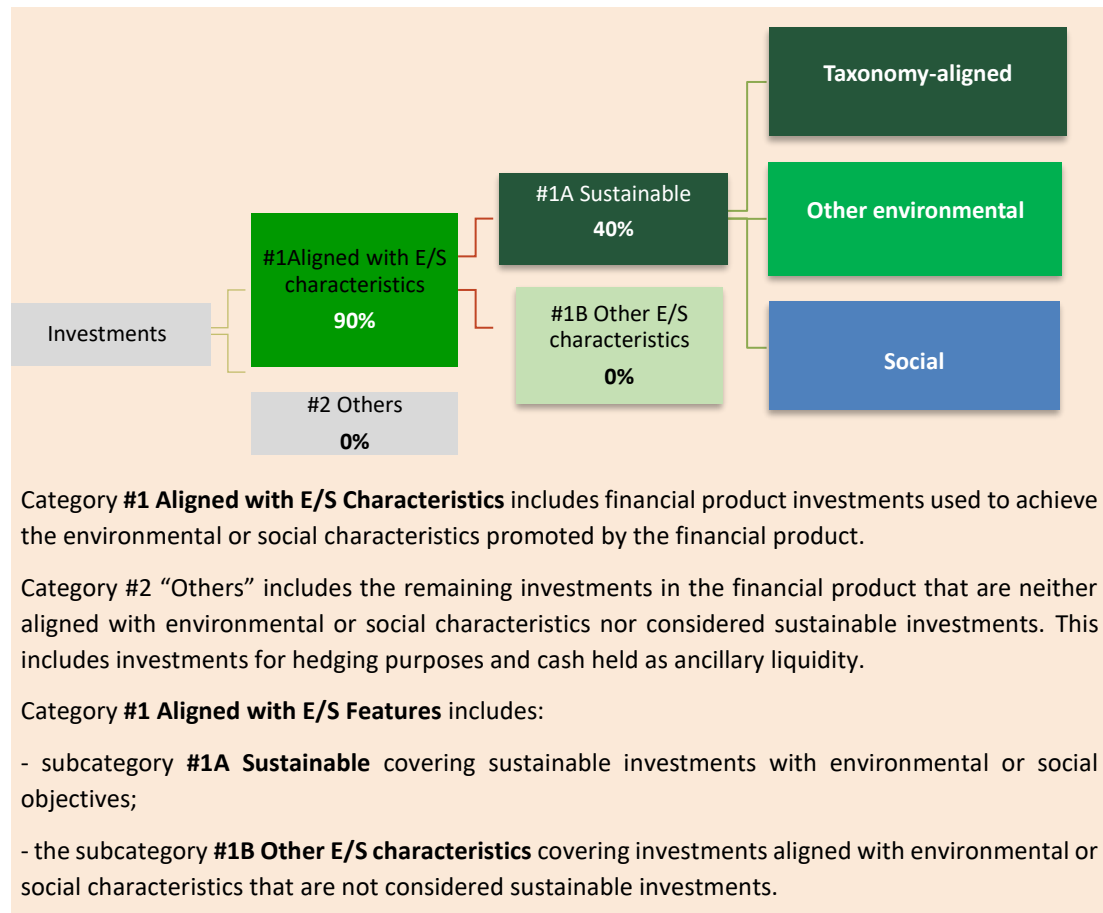 Taxonomy-aligned
#1A Sustainable
40%
Other environmental
#1Aligned with E/S
characteristics
90%
#1B Other E/S
characteristics
0%
Investments
Social
#2 Others
0%
Category #1 Aligned with E/S Characteristics includes financial product investments used to achieve
the environmental or social characteristics promoted by the financial product.
Category #2 “Others” includes the remaining investments in the financial product that are neither
aligned with environmental or social characteristics nor considered sustainable investments. This
includes investments for hedging purposes and cash held as ancillary liquidity.
Category #1 Aligned with E/S Features includes:
- subcategory #1A Sustainable covering sustainable investments with environmental or social
objectives;
- the subcategory #1B Other E/S characteristics covering investments aligned with environmental or
social characteristics that are not considered sustainable investments.